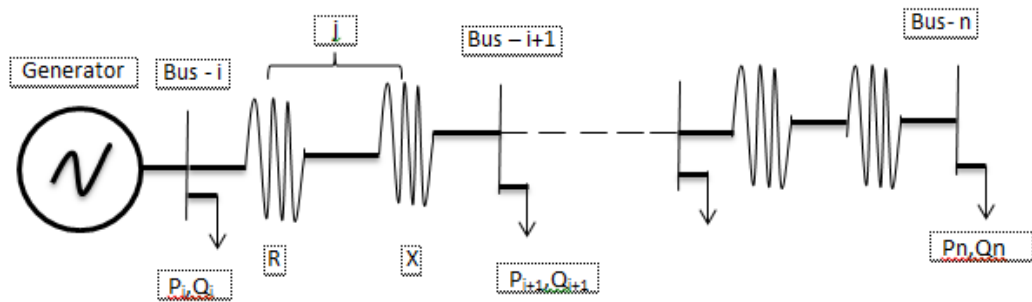 j
Generator
Bus - i
Bus – i+1
Bus- n
R
X
Pi,Qi
Pi+1,Qi+1
Pn,Qn